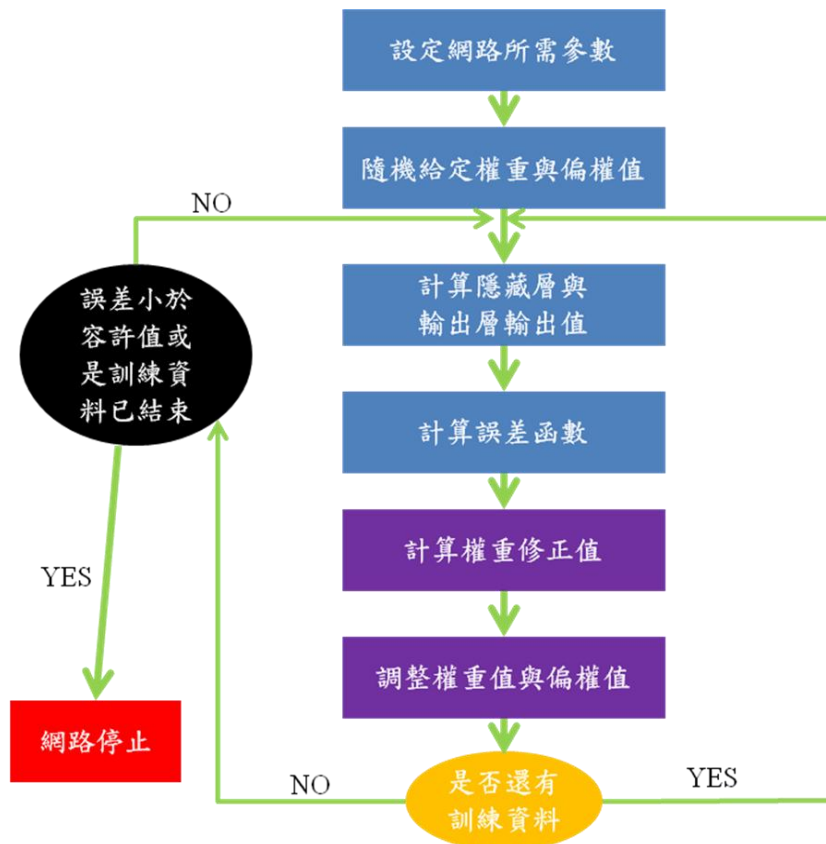 設定網路所需參數
隨機給定權重與偏權值
NO
誤差小於
容許值或
是訓練資
料已結束
計算隱藏層與
輸出層輸出值
計算誤差函數
計算權重修正值
YES
調整權重值與偏權值
網路停止
NO
是否還有
訓練資料
YES